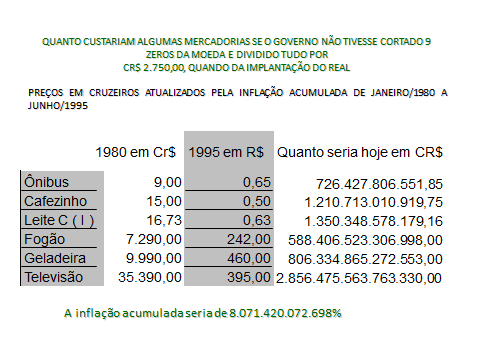 QUANTO CUSTARIAM ALGUMAS MERCADORIAS SE O GOVERNO NÃO TIVESSE CORTADO 9
ZEROS DA MOEDA E DIVIDIDO TUDO POR
CR$ 2.750,00, QUANDO DA IMPLANTAÇÃO DO REAL
PREÇOS EM CRUZEIROS ATUALIZADOS PELA INFLAÇÃO ACUMULADA DE JANEIRO/1980 A
JUNHO/1995
1980 em Cr$ 1995 em R$ Quanto seria hoje em CR$
Ônibus 9,00 0,65 726.427.806.551,85
Cafezinho 15,00 0,50 1.210.713.010.919,75
Leite C ( l ) 16,73 0,63 1.350.348.578.179,16
Fogão 7.290,00 242,00 588.406.523.306.998,00
Geladeira 9.990,00 460,00 806.334.865.272.553,00
Televisão 35.390,00 395,00 2.856.475.563.763.330,00
A inflação acumulada seria de 8.071.420.072.698%